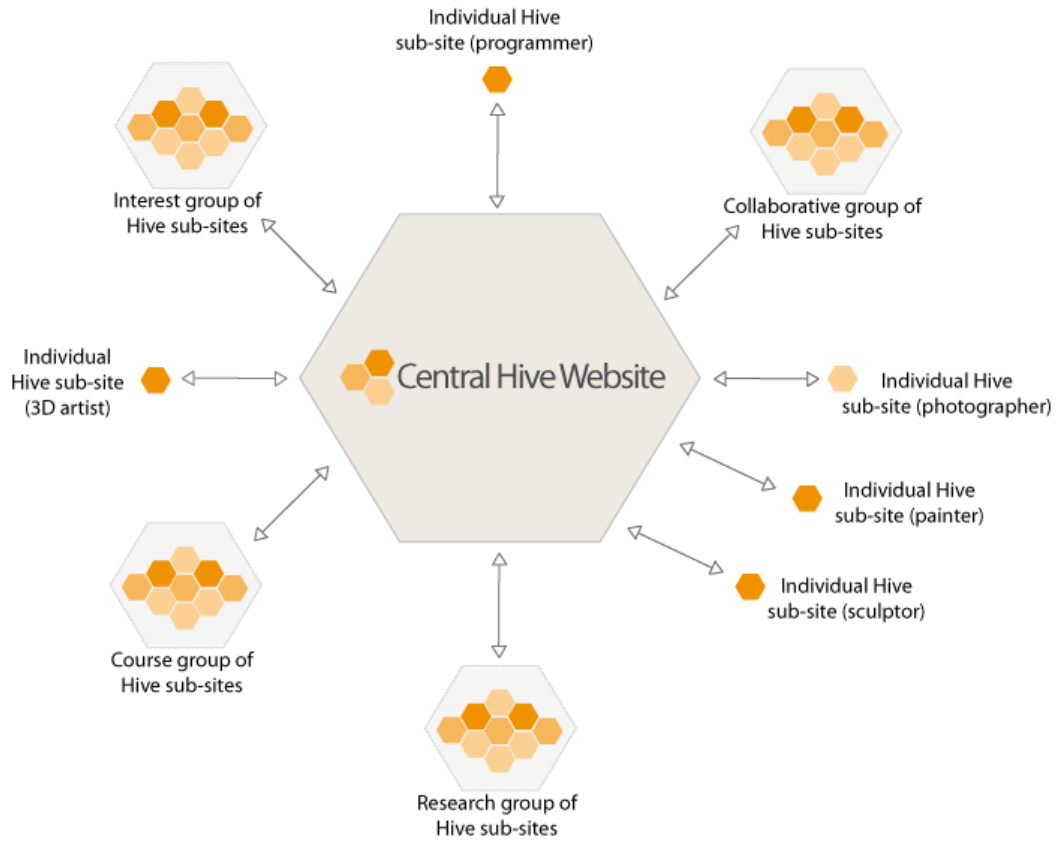 Individual Hive
sub-site (programmer)
Interest group of
Hive sub-sites
Collaborative group of
Hive sub-sites
Individual
Hive sub-site
(3D artist)
Central Hive Website
Individual Hive
sub-site (photographer)
Individual Hive
sub-site (painter)
Individual Hive
sub-site (sculptor)
Course group of
Hive sub-sites
Research group of
Hive sub-sites